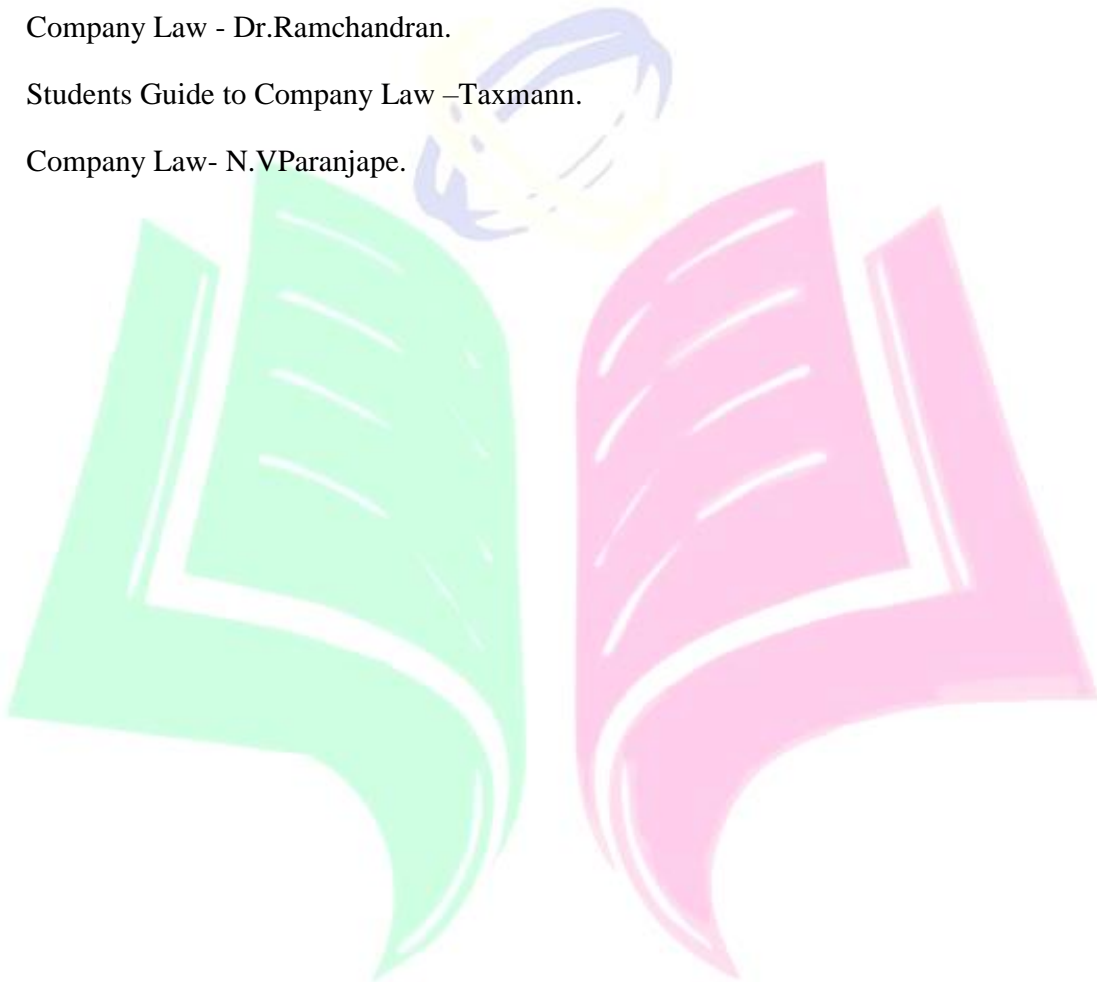 Company Law - Dr.Ramchandran.
Students Guide to Company Law –Taxmann.
Company Law- N.VParanjape.